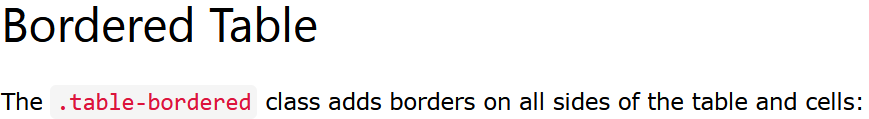 Bordered Table
The .table-bordered class adds borders on all sides of the table and cells: